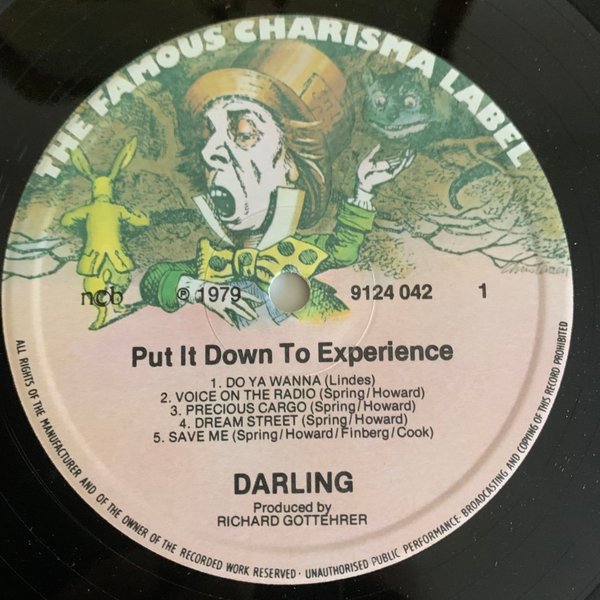 THE FAMOUS CHARISMA LABEL
ncb ℗ 1979 9124 042 1
Put It Down To Experience
1. DO YA WANNA (Lindes)
2. VOICE ON THE RADIO (Spring/Howard)
3. PRECIOUS CARGO (Spring/Howard)
4. DREAM STREET (Spring/Howard)
5. SAVE ME (Spring/Howard/Finberg/Cook)
DARLING
Produced by
RICHARD GOTTEHRER
ALL RIGHTS OF THE MANUFACTURER AND OF THE OWNER OF THE RECORDED WORK RESERVED · UNAUTHORISED PUBLIC PERFORMANCE· BROADCASTING AND COPYING OF THIS RECORD PROHIBITED